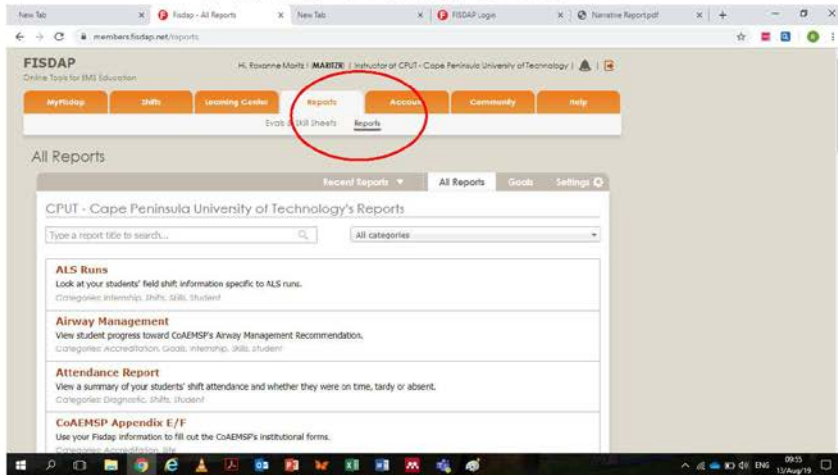 New Tab
Fisdap - All Reports
New Tab
FISDAP Login
Narrative Report.pdf
members.fisdap.net/reports
FISDAP
Online Tools for EMS Education
Hi, Roxanne Maritz! (MARITZR) | Instructor at CPUT - Cape Peninsula University of Technology |
MyFisdap
Shifts
Learning Center
Reports
Account
Community
Help
Evals & Skill Sheets
Reports
All Reports
Recent Reports
All Reports
Goals
Settings
CPUT - Cape Peninsula University of Technology's Reports
Type a report title to search...
All categories
ALS Runs
Look at your students' field shift information specific to ALS runs.
Categories: Internship, Shifts, Skills, Student
Airway Management
View student progress toward CoAEMSP's Airway Management Recommendation.
Categories: Accreditation, Goals, Internship, Skills, Student
Attendance Report
View a summary of your students' shift attendance and whether they were on time, tardy or absent.
Categories: Diagnostic, Shifts, Student
CoAEMSP Appendix E/F
Use your Fisdap information to fill out the CoAEMSP's institutional forms.
Categories: Accreditation, Site
ENG
09:55
13/Aug/19